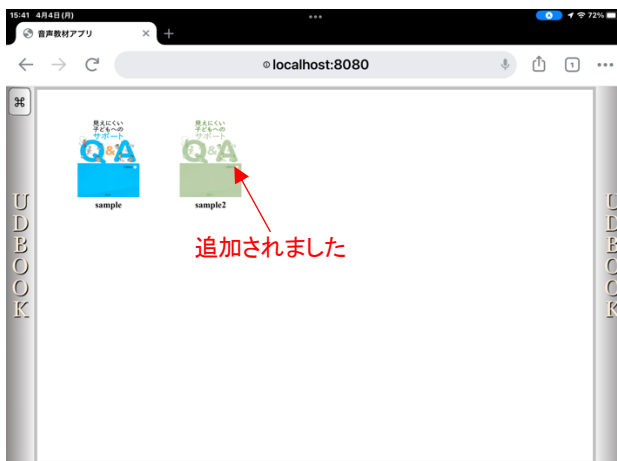 15:41 4月4日(月)
72%
音声教材アプリ
localhost:8080
1
⌘
UDBOOK
見えにくい
子どもへの
サポート
Q&A
sample
見えにくい
子どもへの
サポート
Q&A
sample2
追加されました
UDBOOK